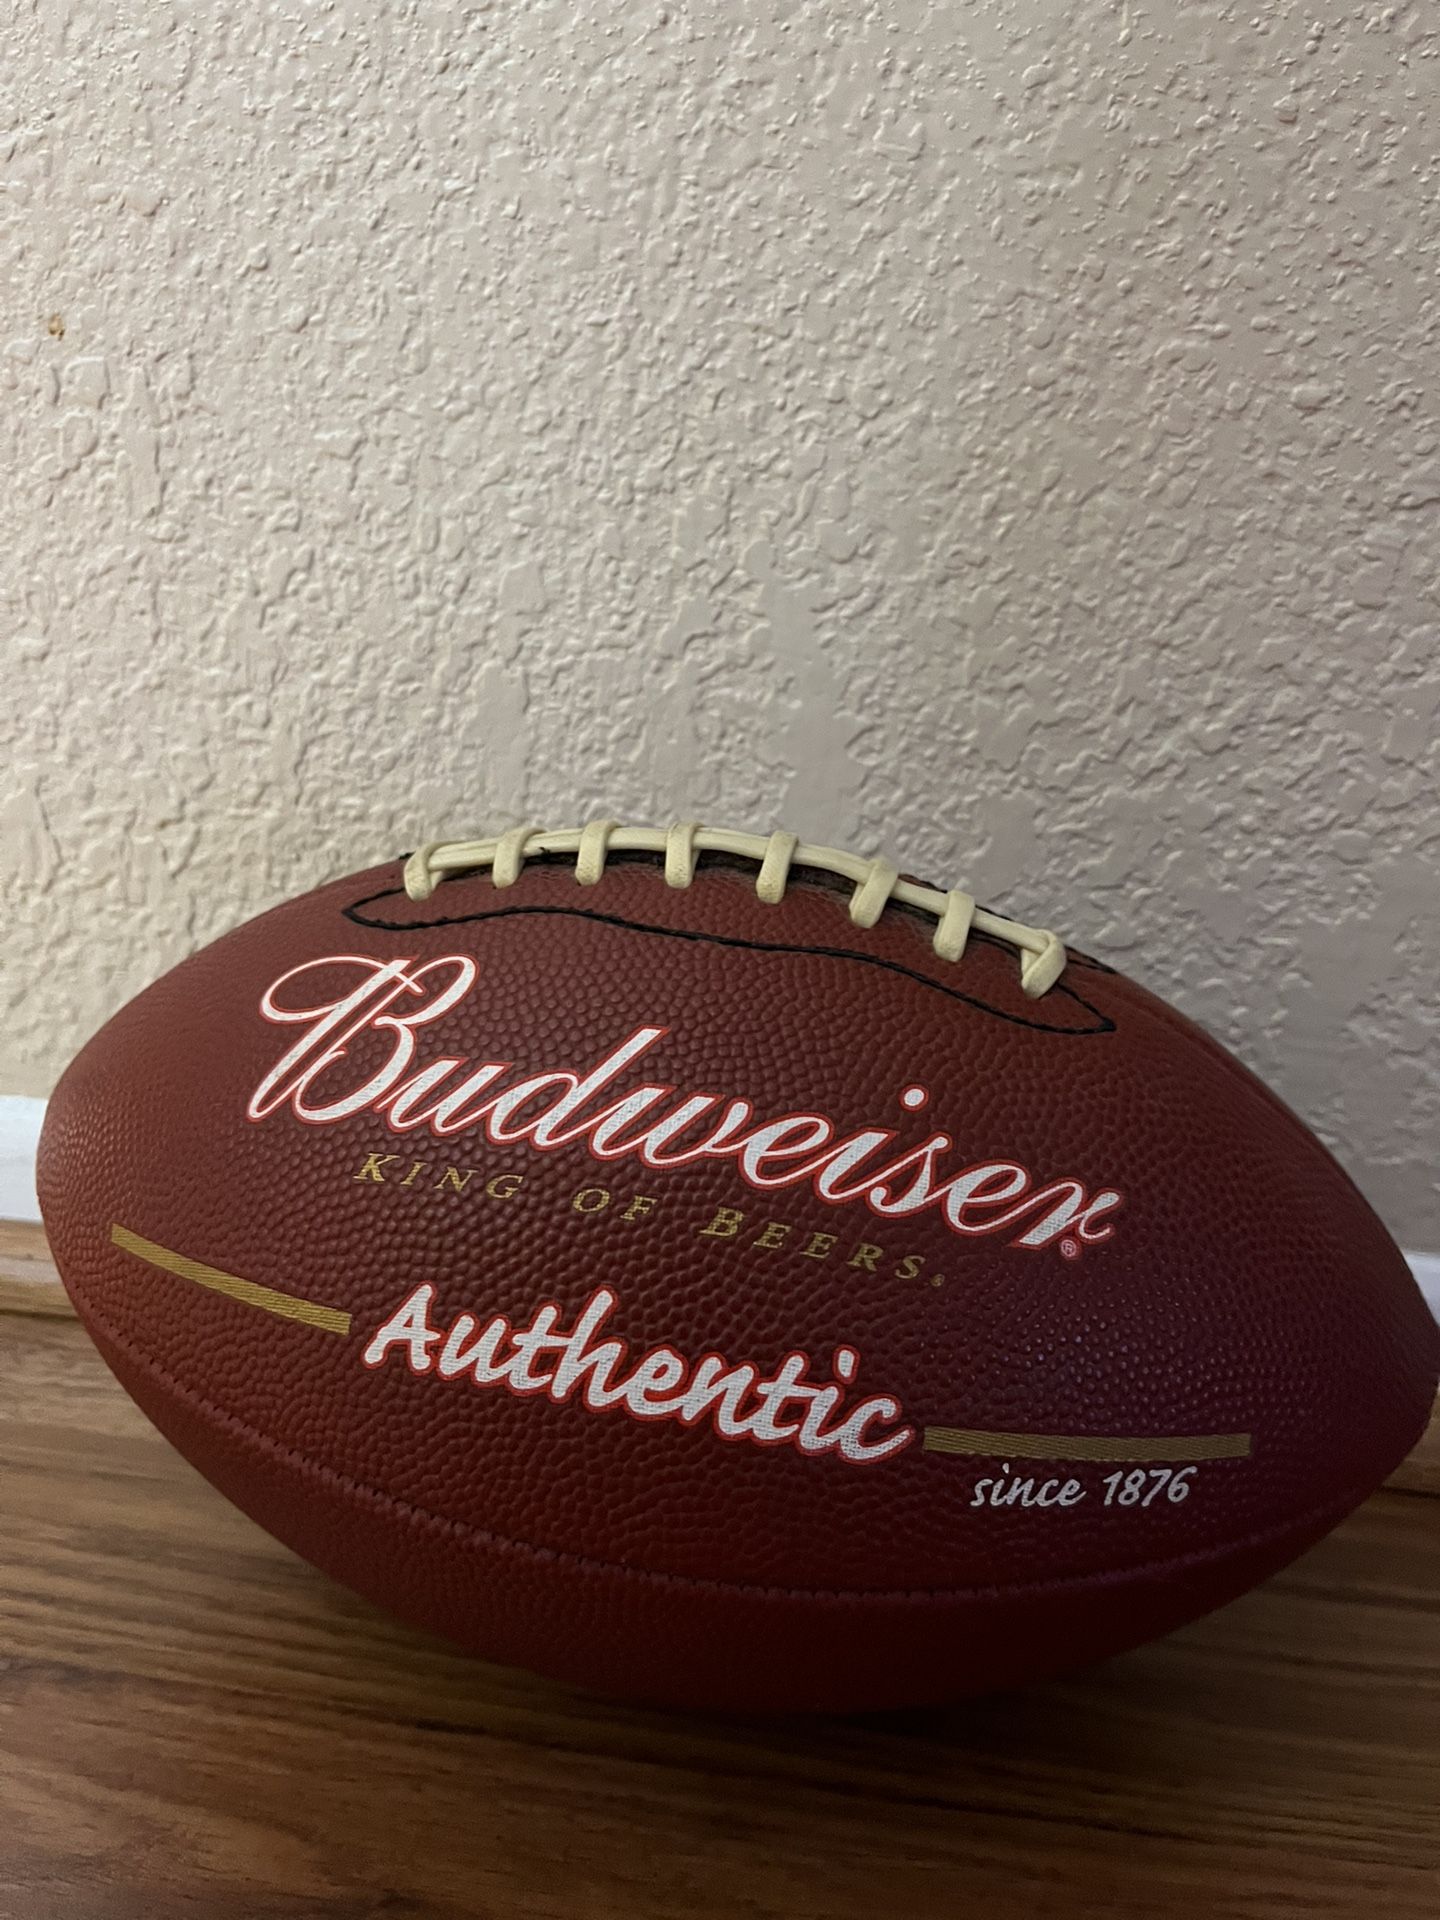 Budweiser®
KING OF BEERS®
Authentic
since 1876